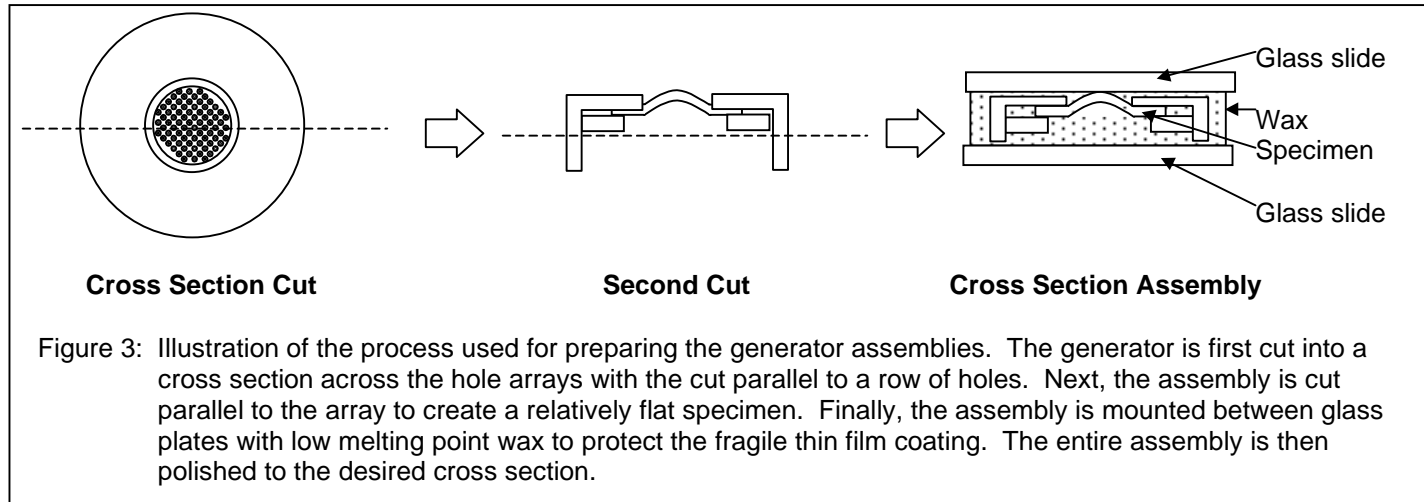 Glass slide
Wax
Specimen
Glass slide
Cross Section Cut
Second Cut
Cross Section Assembly
Figure 3: Illustration of the process used for preparing the generator assemblies. The generator is first cut into a
cross section across the hole arrays with the cut parallel to a row of holes. Next, the assembly is cut
parallel to the array to create a relatively flat specimen. Finally, the assembly is mounted between glass
plates with low melting point wax to protect the fragile thin film coating. The entire assembly is then
polished to the desired cross section.